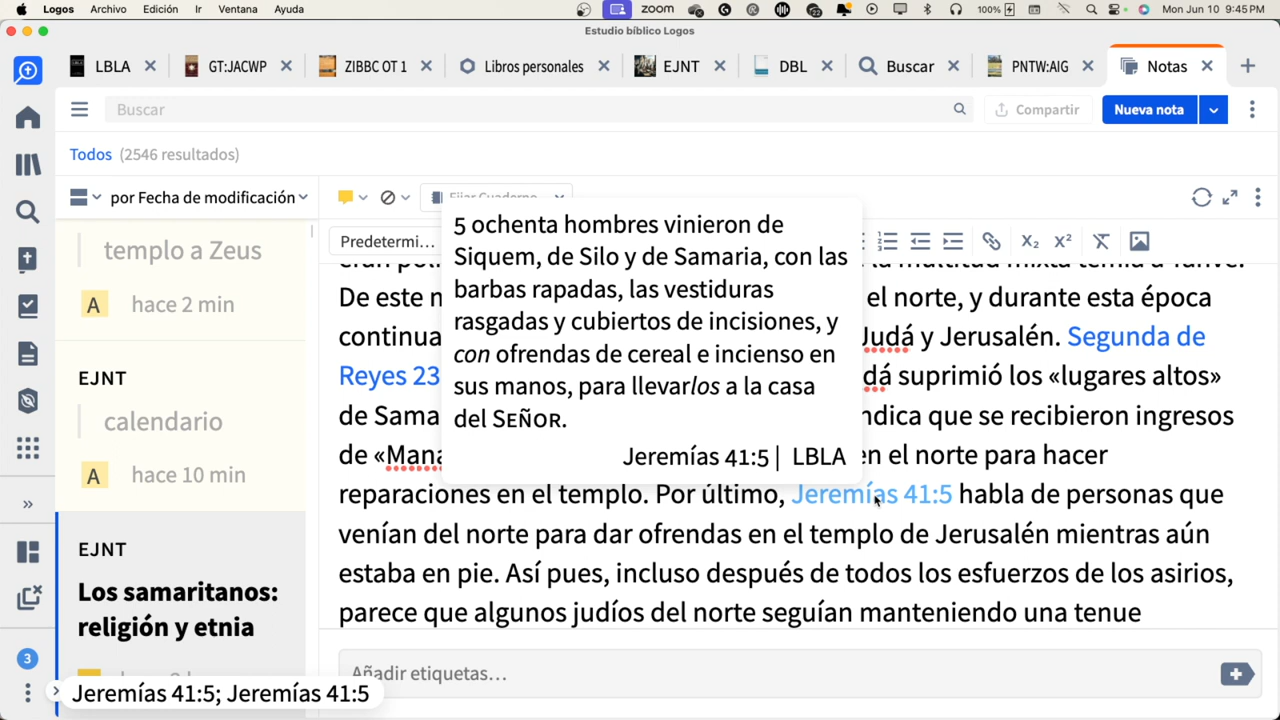 Logos Archivo Edición Ir Ventana Ayuda zoom 100% Mon Jun 10 9:45 PM
Estudio bíblico Logos
LBLA GT:JACWP ZIBBC OT 1 Libros personales EJNT DBL Buscar PNTW:AIG Notas
Buscar Compartir Nueva nota
Todos (2546 resultados)
por Fecha de modificación Fijar Cuaderno
Predetermi...
templo a Zeus
A hace 2 min
EJNT
calendario
A hace 10 min
EJNT
Los samaritanos:
religión y etnia
3
Jeremías 41:5; Jeremías 41:5
5 ochenta hombres vinieron de
Siquem, de Silo y de Samaria, con las
barbas rapadas, las vestiduras
rasgadas y cubiertos de incisiones, y
con ofrendas de cereal e incienso en
sus manos, para llevarlos a la casa
del SEÑOR.
Jeremías 41:5 | LBLA
la multitud mixta temía a Yahvé.
De este el norte, y durante esta época
continua Judá y Jerusalén. Segunda de
Reyes 23 suprimió los «lugares altos»
de Sama indica que se recibieron ingresos
de «Mana en el norte para hacer
reparaciones en el templo. Por último, Jeremías 41:5 habla de personas que
venían del norte para dar ofrendas en el templo de Jerusalén mientras aún
estaba en pie. Así pues, incluso después de todos los esfuerzos de los asirios,
parece que algunos judíos del norte seguían manteniendo una tenue
Añadir etiquetas...